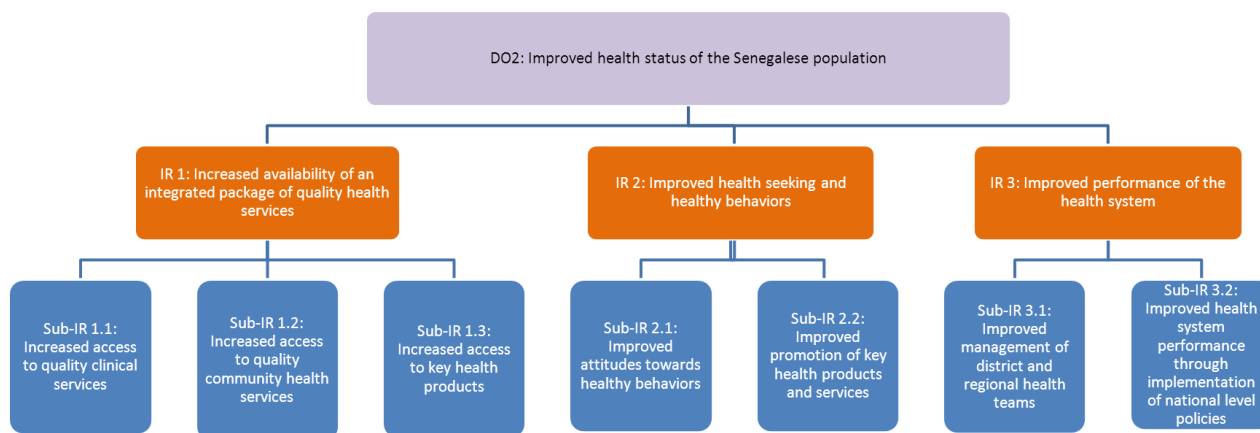 DO2: Improved health status of the Senegalese population
IR 1: Increased availability of an
integrated package of quality health
services
IR 2: Improved health seeking and
healthy behaviors
IR 3: Improved performance of the
health system
Sub-IR 1.1:
Increased access
to quality clinical
services
Sub-IR 1.2:
Increased access
to quality
community health
services
Sub-IR 1.3:
Increased access
to key health
products
Sub-IR 2.1:
Improved
attitudes towards
healthy behaviors
Sub-IR 2.2:
Improved
promotion of key
health products
and services
Sub-IR 3.1:
Improved
management of
district and
regional health
teams
Sub-IR 3.2:
Improved health
system
performance
through
implementation
of national level
policies